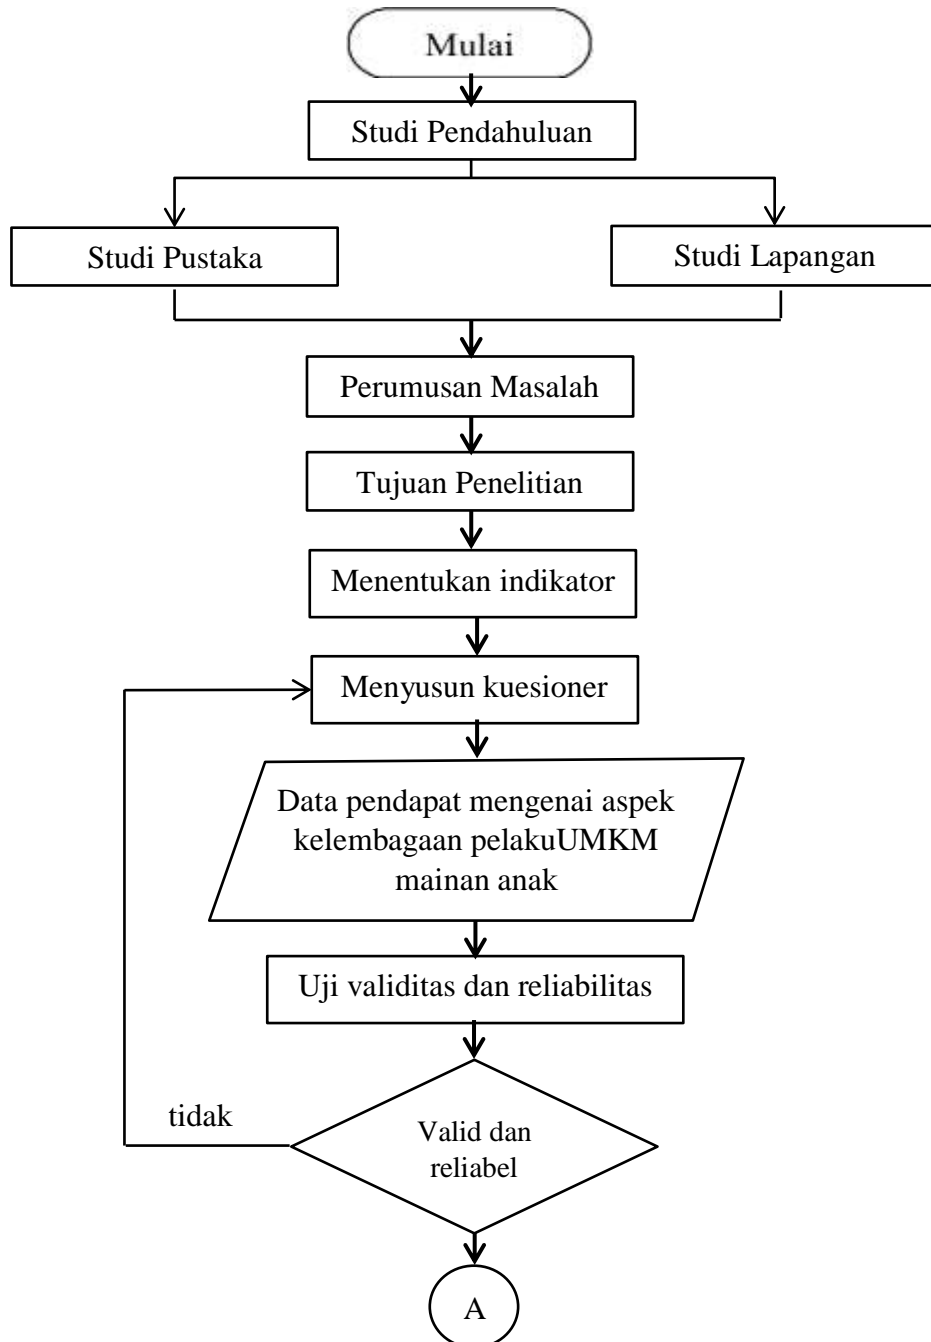 Mulai
Studi Pendahuluan
Studi Pustaka
Studi Lapangan
Perumusan Masalah
Tujuan Penelitian
Menentukan indikator
Menyusun kuesioner
Data pendapat mengenai aspek
kelembagaan pelakuUMKM
mainan anak
Uji validitas dan reliabilitas
tidak
Valid dan
reliabel
A